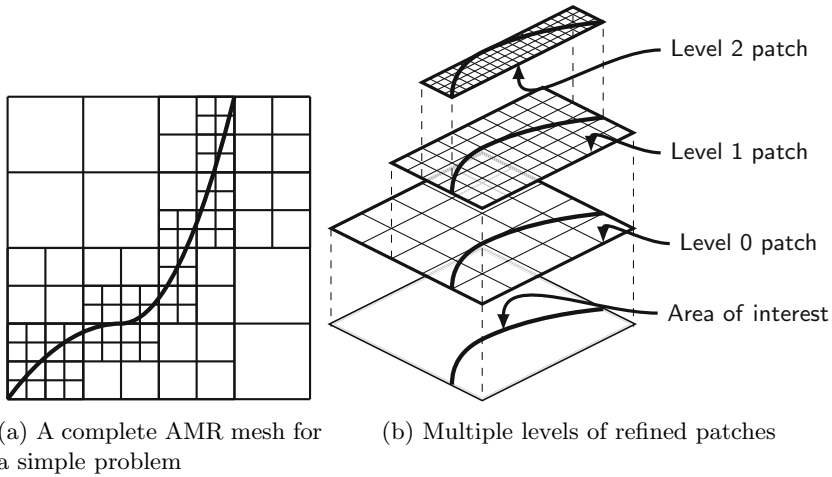 Level 2 patch
Level 1 patch
Level 0 patch
Area of interest
(a) A complete AMR mesh for
a simple problem
(b) Multiple levels of refined patches